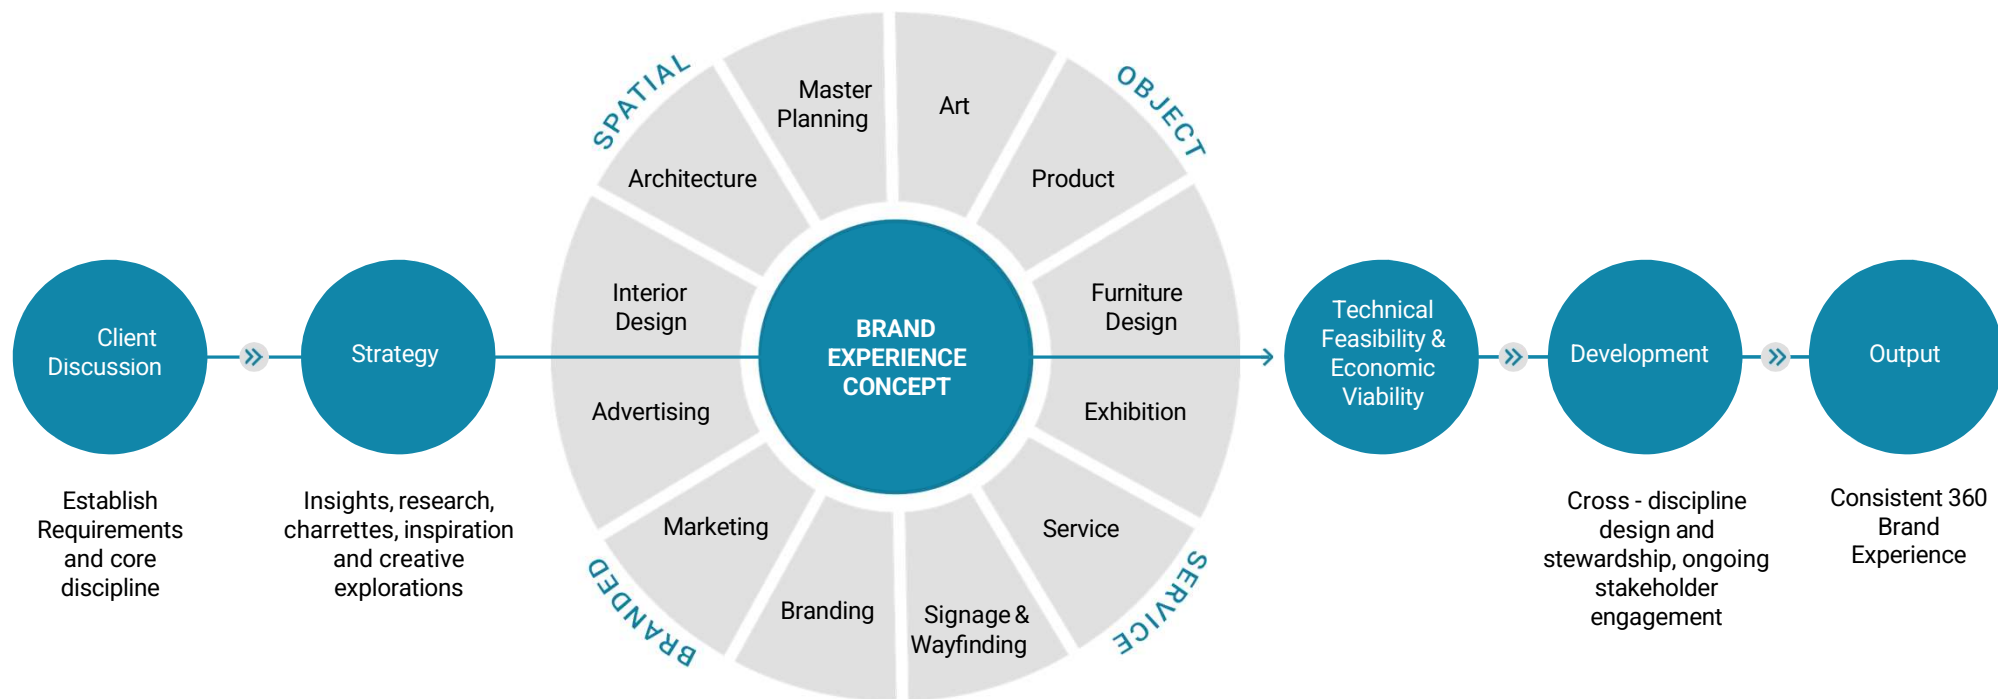 Client
Discussion
Establish
Requirements
and core
discipline
Strategy
Insights, research,
charrettes, inspiration
and creative
explorations
SPATIAL
OBJECT
Master
Planning
Art
Architecture
Product
Interior
Design
Furniture
Design
BRAND
EXPERIENCE
CONCEPT
Advertising
Exhibition
Marketing
Service
Branding
Signage &
Wayfinding
BRANDED
SERVICE
Technical
Feasibility &
Economic
Viability
Development
Cross - discipline
design and
stewardship, ongoing
stakeholder
engagement
Output
Consistent 360
Brand
Experience